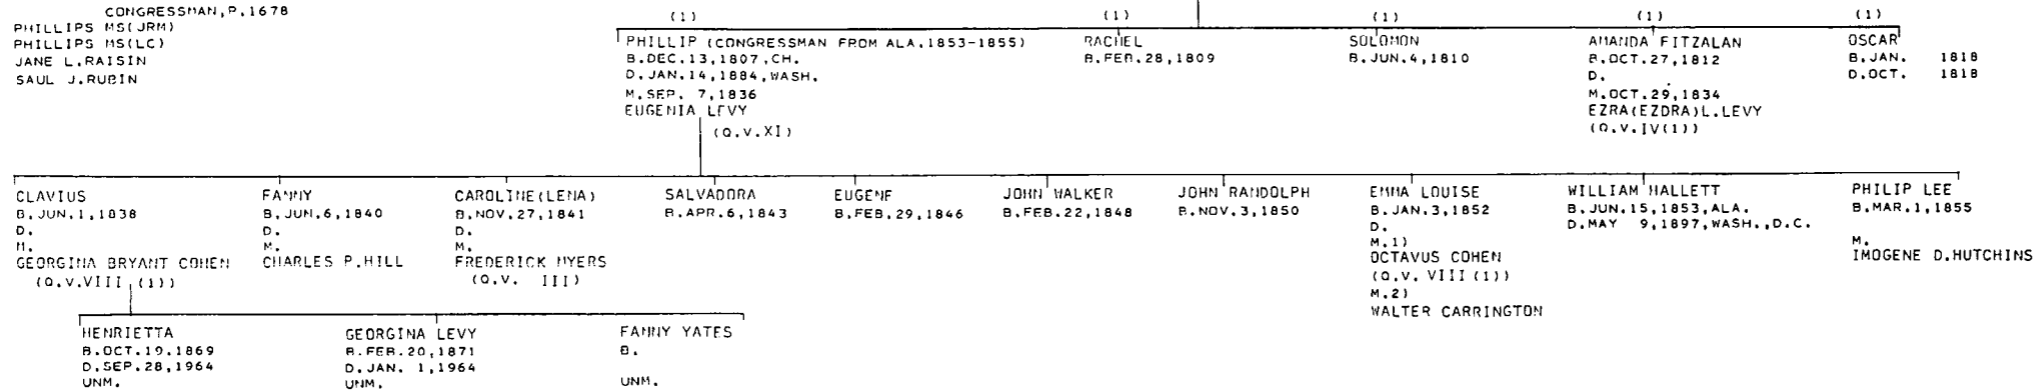 CONGRESSMAN,P.1678
PHILLIPS MS(JRM)
PHILLIPS MS(LC)
JANE L.RAISIN
SAUL J.RUBIN
(1)
PHILLIP (CONGRESSMAN FROM ALA,1853-1855)
B.DEC.13,1807,CH.
D.JAN.14,1884,WASH.
M.SEP. 7,1836
EUGENIA LEVY
(Q.V.XI)
(1)
RACHEL
B.FEB.28,1809
(1)
SOLOMON
B.JUN.4,1810
(1)
AMANDA FITZALAN
B.OCT.27,1812
D.
M.OCT.29,1834
EZRA(EZDRA)L.LEVY
(Q.V.IV(1))
(1)
OSCAR
B.JAN. 1818
D.OCT. 1818
CLAVIUS
B.JUN.1,1838
D.
M.
GEORGINA BRYANT COHEN
(Q.V.VIII (1))
FANNY
B.JUN.6,1840
D.
M.
CHARLES P.HILL
CAROLINE(LENA)
B.NOV.27,1841
D.
M.
FREDERICK MYERS
(Q.V. III)
SALVADORA
B.APR.6,1843
EUGENE
B.FEB.29,1846
JOHN WALKER
B.FEB.22,1848
JOHN RANDOLPH
B.NOV.3,1850
EMMA LOUISE
B.JAN.3,1852
D.
M.1)
OCTAVUS COHEN
(Q.V. VIII (1))
M.2)
WALTER CARRINGTON
WILLIAM HALLETT
B.JUN.15,1853,ALA.
D.MAY 9,1897,WASH.,D.C.
PHILIP LEE
B.MAR.1,1855
M.
IMOGENE D.HUTCHINS
HENRIETTA
B.OCT.19.1869
D.SEP.28,1964
UNM.
GEORGINA LEVY
B.FEB.20,1871
D.JAN. 1,1964
UNM.
FANNY YATES
B.
UNM.